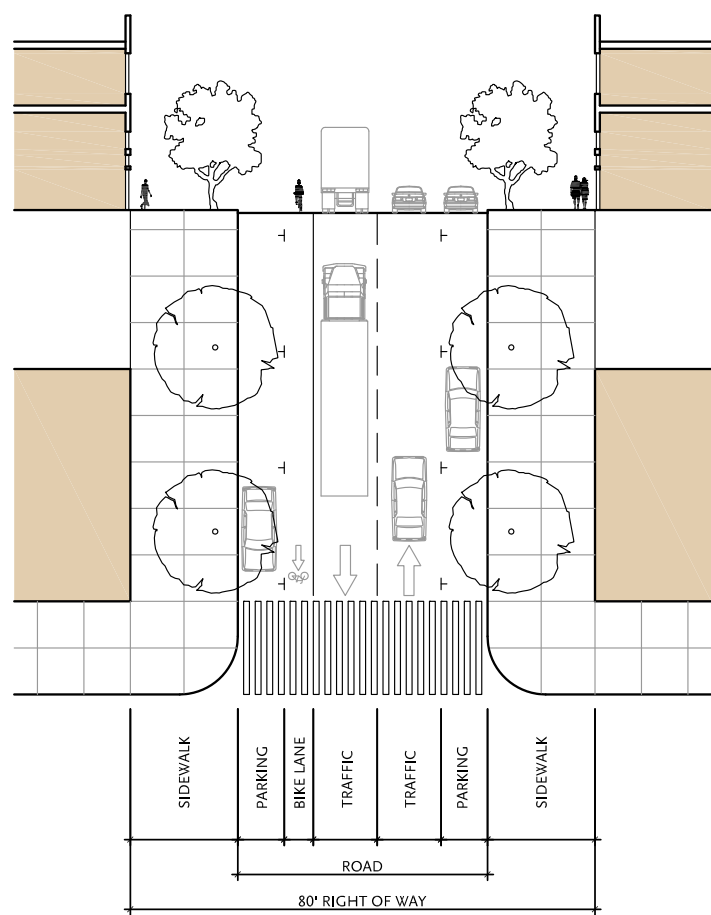 SIDEWALK
PARKING
BIKE LANE
TRAFFIC
TRAFFIC
PARKING
SIDEWALK
ROAD
80' RIGHT OF WAY